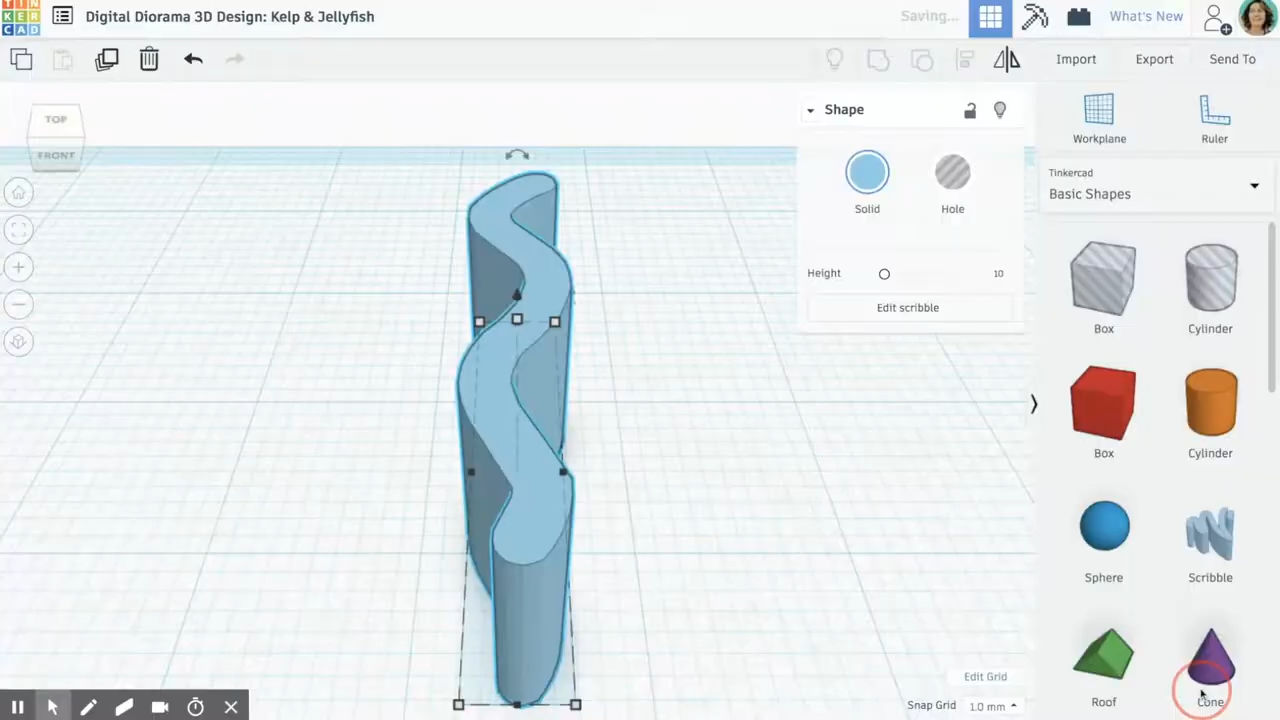 TIN
KER
CAD
Digital Diorama 3D Design: Kelp & Jellyfish
Saving...
What's New
Import
Export
Send To
TOP
FRONT
Shape
Solid
Hole
Height
10
Edit scribble
Workplane
Ruler
Tinkercad
Basic Shapes
Box
Cylinder
Box
Cylinder
Sphere
Scribble
Roof
Cone
Edit Grid
Snap Grid
1.0 mm